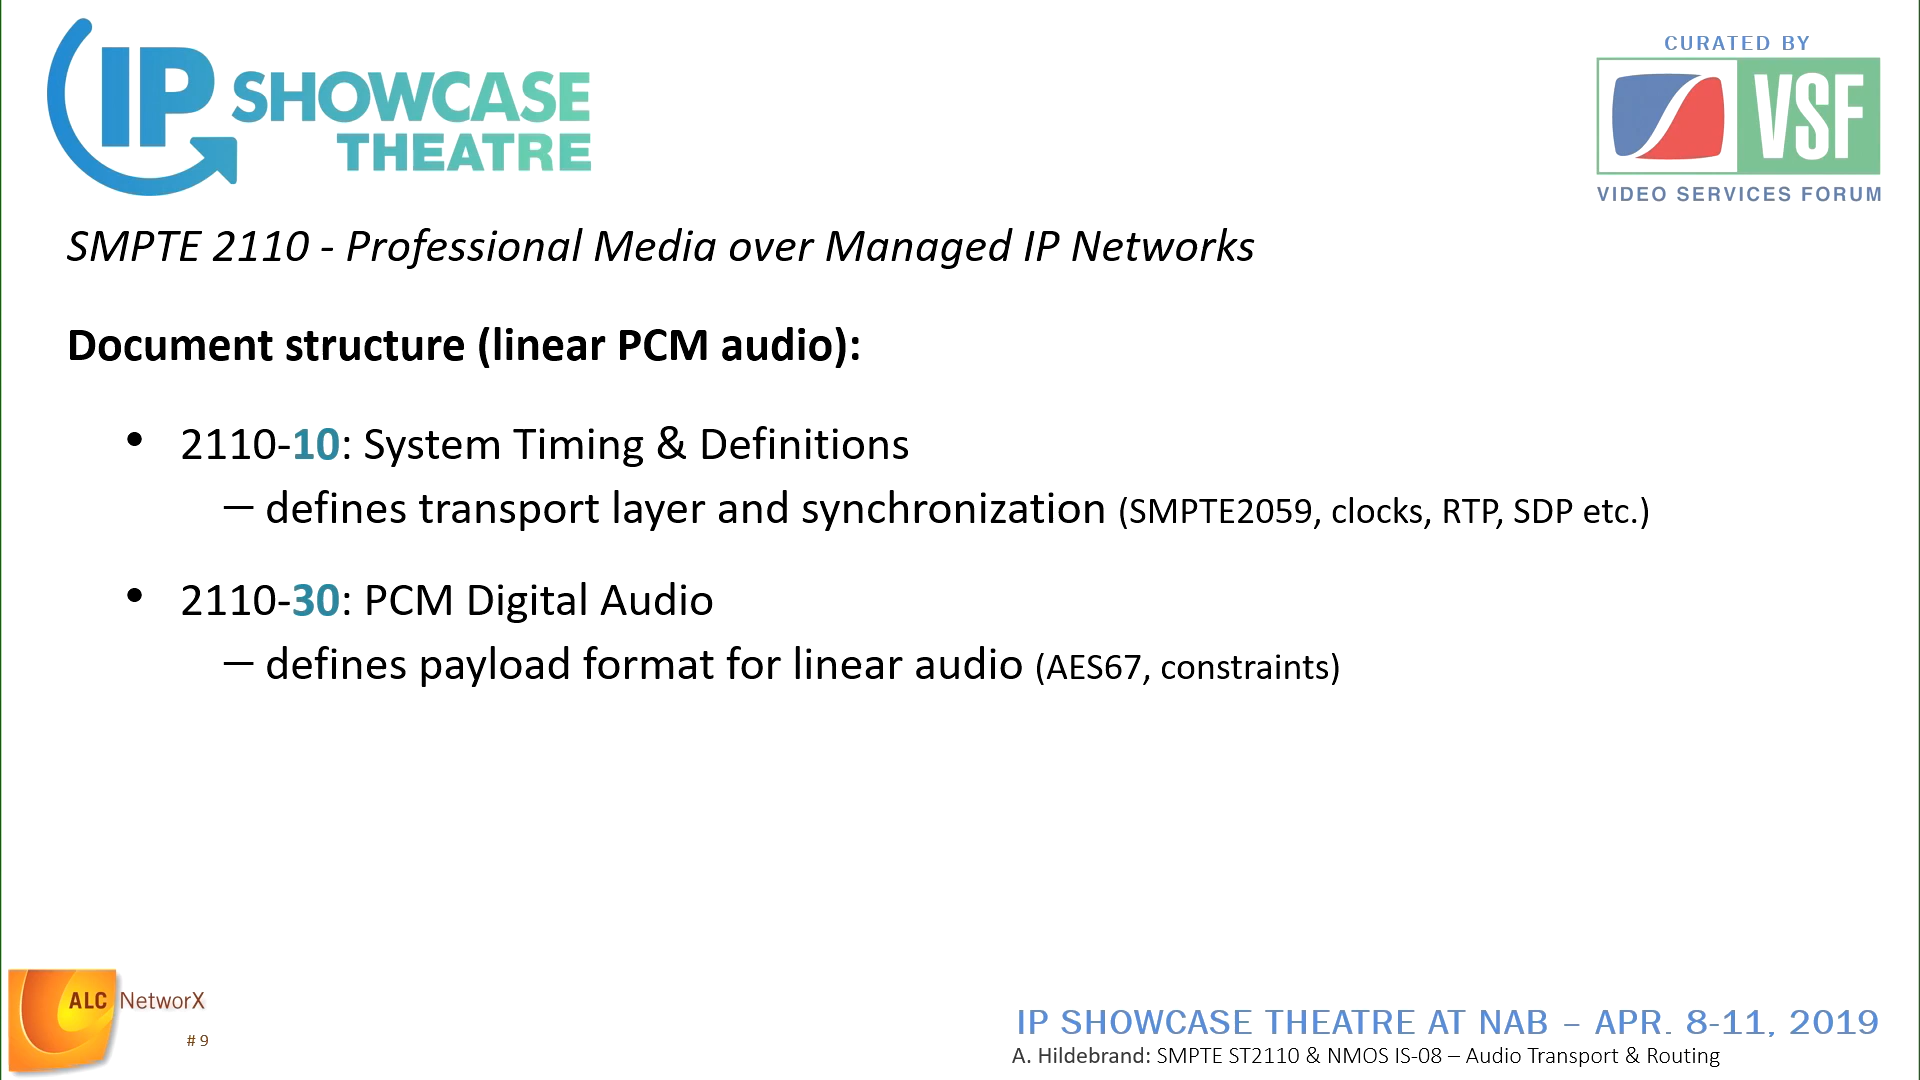 IP SHOWCASE
THEATRE
CURATED BY
VSF
VIDEO SERVICES FORUM
SMPTE 2110 - Professional Media over Managed IP Networks
Document structure (linear PCM audio):
• 2110-10: System Timing & Definitions
– defines transport layer and synchronization (SMPTE2059, clocks, RTP, SDP etc.)
• 2110-30: PCM Digital Audio
– defines payload format for linear audio (AES67, constraints)
ALC NetworX
# 9
IP SHOWCASE THEATRE AT NAB – APR. 8-11, 2019
A. Hildebrand: SMPTE ST2110 & NMOS IS-08 – Audio Transport & Routing